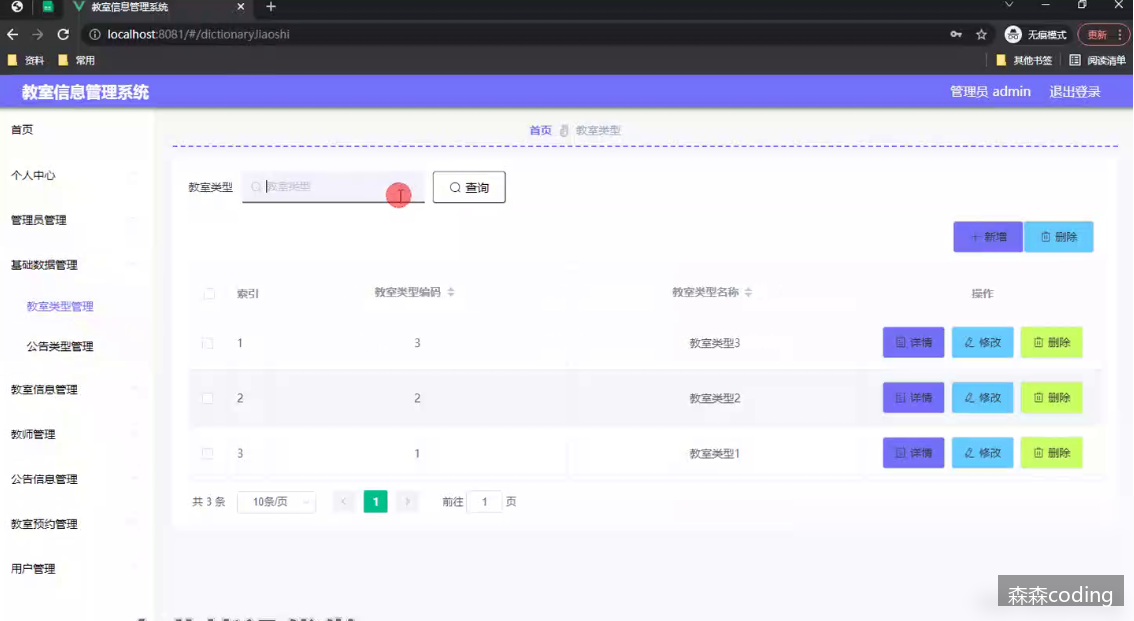 教室信息管理系统
localhost:8081/#/dictionaryJiaoshi
无痕模式
更新
资料
常用
其他书签
阅读清单
教室信息管理系统
管理员 admin
退出登录
首页
个人中心
管理员管理
基础数据管理
教室类型管理
公告类型管理
教室信息管理
教师管理
公告信息管理
教室预约管理
用户管理
首页
教室类型
教室类型
教室类型
查询
新增
删除
索引 教室类型编码 教室类型名称 操作
1 3 教室类型3 详情 修改 删除
2 2 教室类型2 详情 修改 删除
3 1 教室类型1 详情 修改 删除
共 3 条 10条/页 1 前往 1 页
森森coding